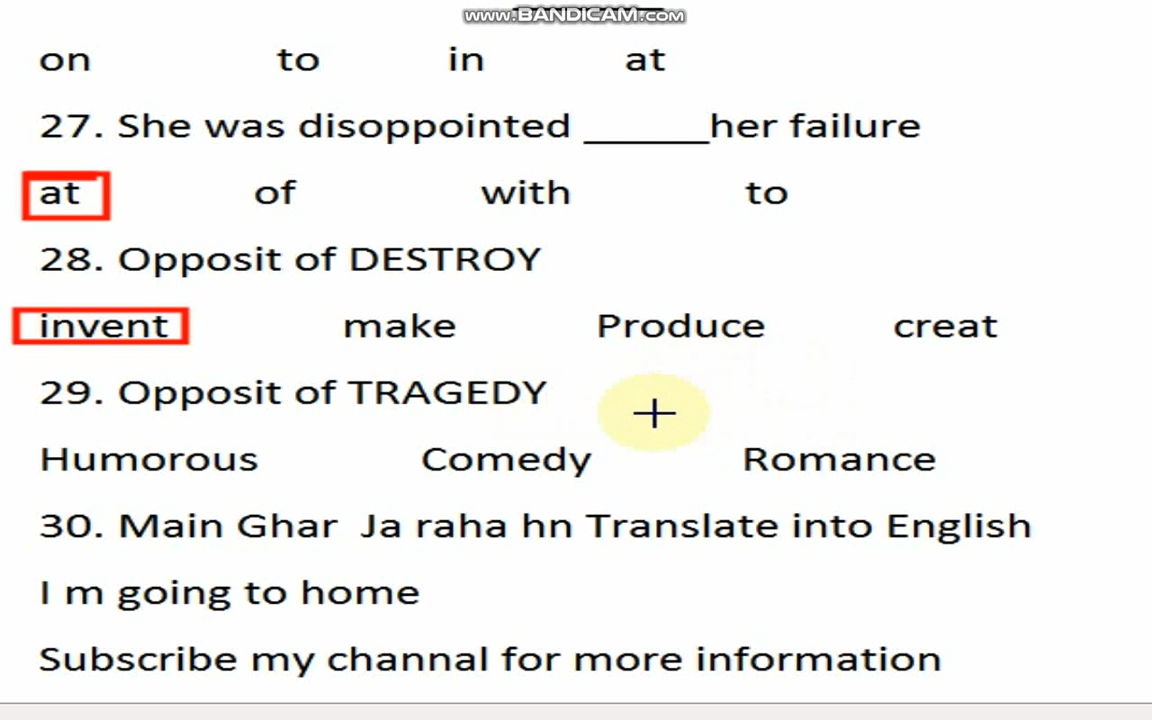 www.BANDICAM.com
on to in at
27. She was disoppointed ______her failure
at of with to
28. Opposit of DESTROY
invent make Produce creat
29. Opposit of TRAGEDY
Humorous Comedy Romance
30. Main Ghar Ja raha hn Translate into English
I m going to home
Subscribe my channal for more information